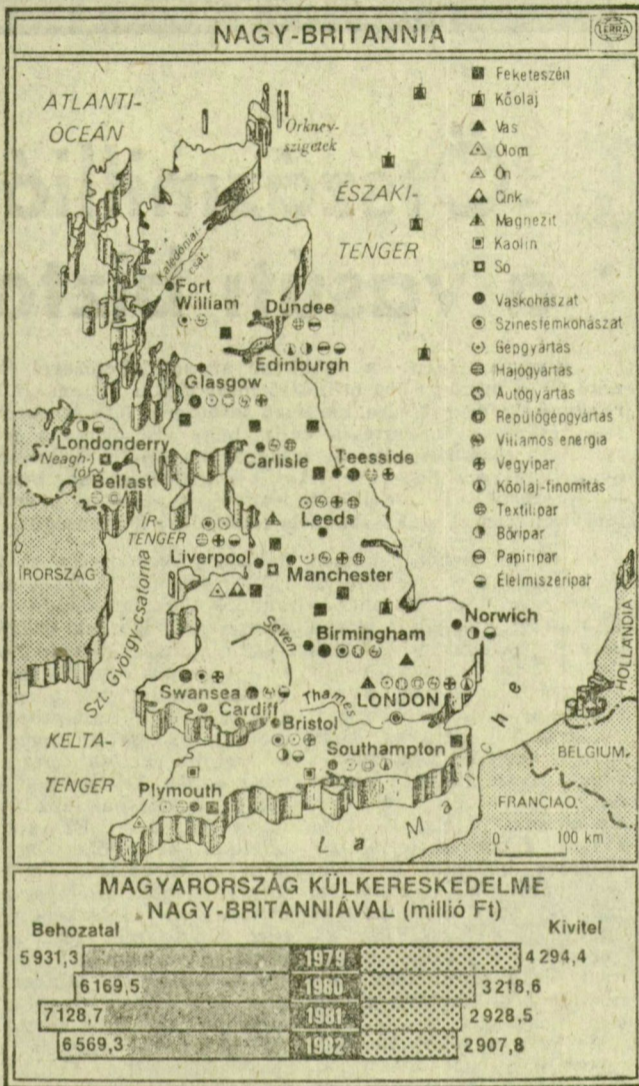 NAGY-BRITANNIA
TERRA
ATLANTI-
ÓCEÁN
Orkney-
szigetek
ÉSZAKI-
TENGER
Kaledóniai
csat.
Fort
William
Dundee
Edinburgh
Glasgow
Londonderry
Neagh-
tó
Belfast
Carlisle
Teesside
ÍR-
TENGER
Leeds
Liverpool
Manchester
ÍRORSZÁG
Szt. György-csatorna
Norwich
Birmingham
Severn
Swansea
Cardiff
Thames
LONDON
Bristol
KELTA-
TENGER
Southampton
Plymouth
La Manche
HOLLANDIA
BELGIUM
FRANCIAO.
0 100 km
Feketeszén
Kőolaj
Vas
Ólom
Ón
Cink
Magnezit
Kaolin
Só
Vaskohászat
Színesfémkohászat
Gépgyártás
Hajógyártás
Autógyártás
Repülőgépgyártás
Villamos energia
Vegyipar
Kőolaj-finomítás
Textilipar
Bőripar
Papíripar
Élelmiszeripar
MAGYARORSZÁG KÜLKERESKEDELME
NAGY-BRITANNIÁVAL (millió Ft)
Behozatal Kivitel
5 931,3 1979 4 294,4
6 169,5 1980 3 218,6
7 128,7 1981 2 928,5
6 569,3 1982 2 907,8